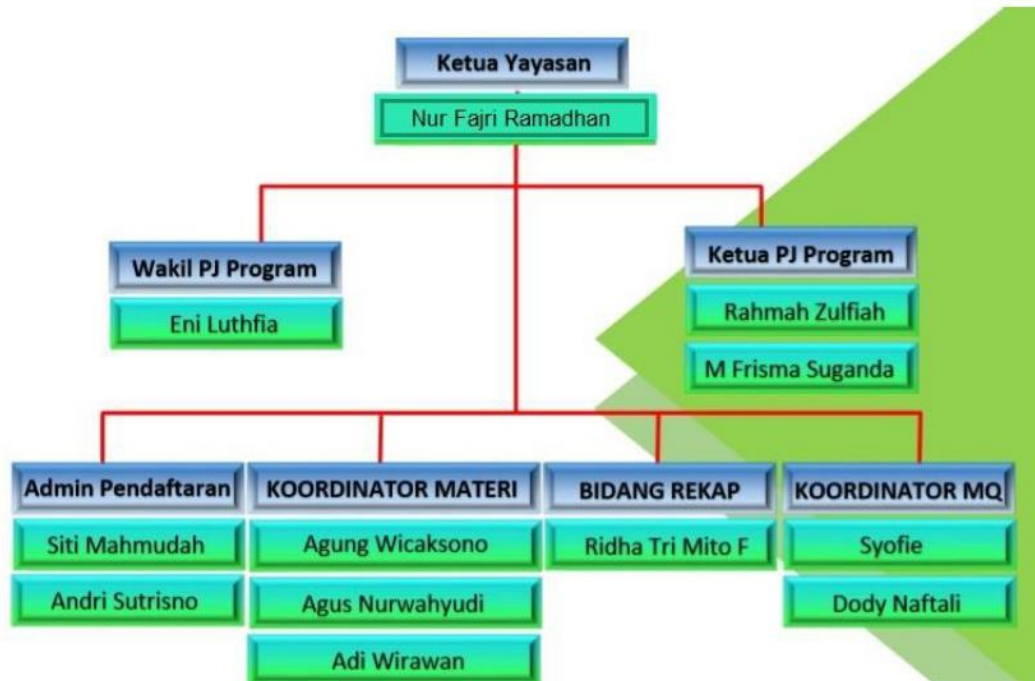 Ketua Yayasan
Nur Fajri Ramadhan
Wakil PJ Program
Eni Luthfia
Ketua PJ Program
Rahmah Zulfiah
M Frisma Suganda
Admin Pendaftaran
Siti Mahmudah
Andri Sutrisno
KOORDINATOR MATERI
Agung Wicaksono
Agus Nurwahyudi
Adi Wirawan
BIDANG REKAP
Ridha Tri Mito F
KOORDINATOR MQ
Syofie
Dody Naftali